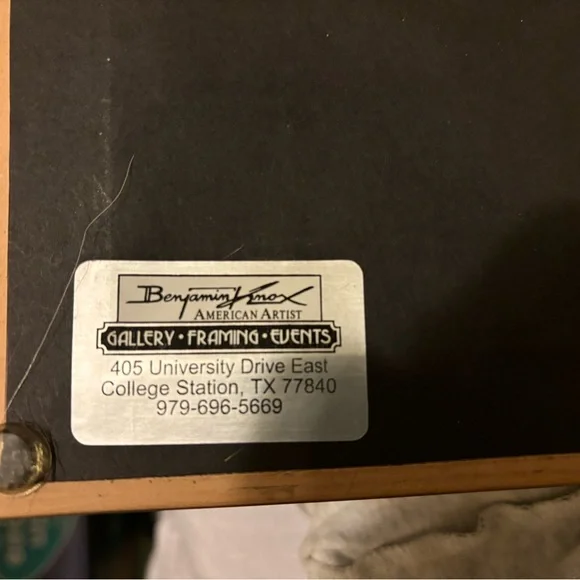 Benjamin Knox
AMERICAN ARTIST
GALLERY • FRAMING • EVENTS
405 University Drive East
College Station, TX 77840
979-696-5669